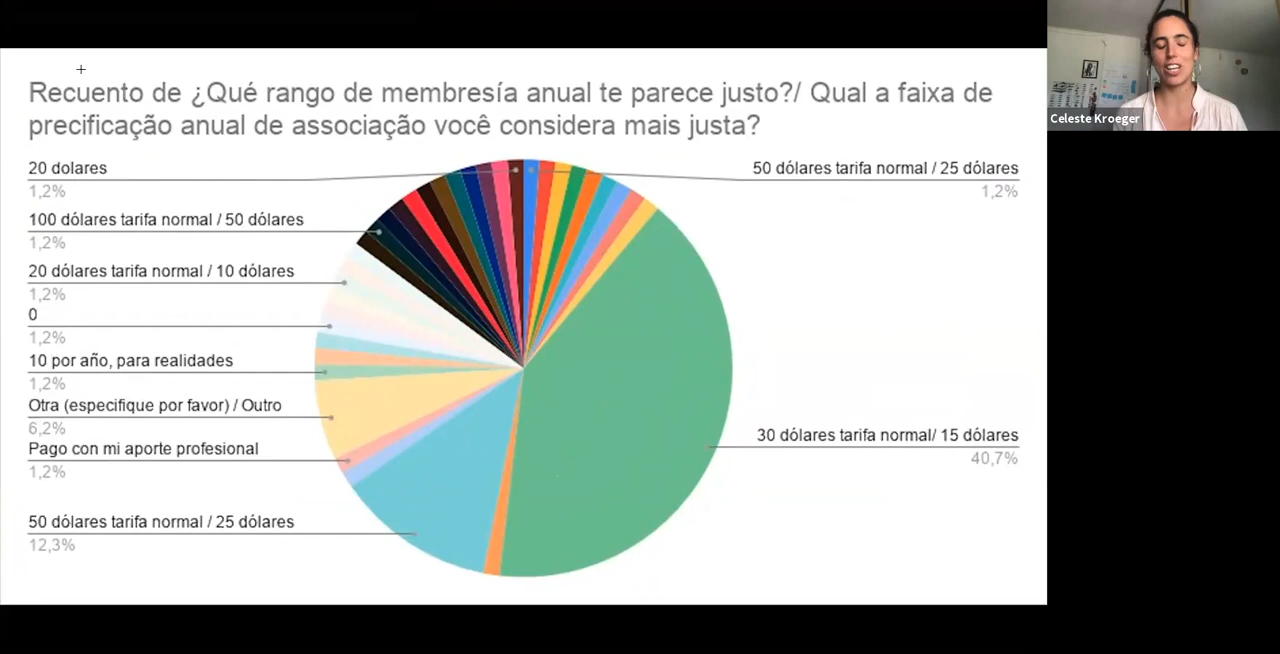 Recuento de ¿Qué rango de membresía anual te parece justo?/ Qual a faixa de
precificação anual de associação você considera mais justa?
20 dolares
1,2%
100 dólares tarifa normal / 50 dólares
1,2%
20 dólares tarifa normal / 10 dólares
1,2%
0
1,2%
10 por año, para realidades
1,2%
Otra (especifique por favor) / Outro
6,2%
Pago con mi aporte profesional
1,2%
50 dólares tarifa normal / 25 dólares
12,3%
50 dólares tarifa normal / 25 dólares
1,2%
30 dólares tarifa normal/ 15 dólares
40,7%
Celeste Kroeger